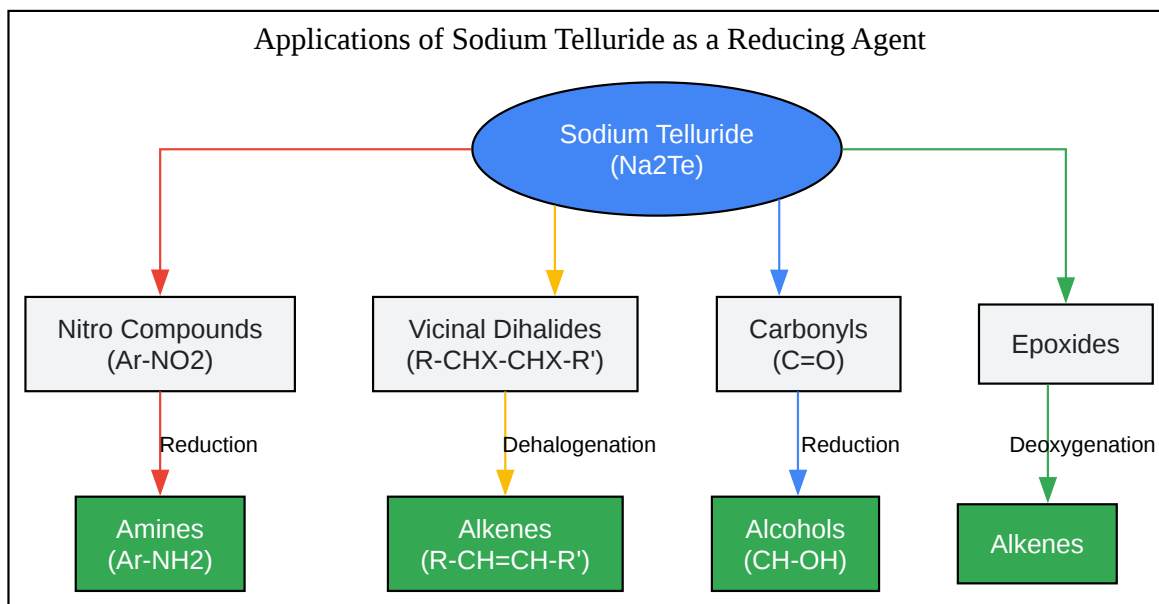 Applications of Sodium Telluride as a Reducing Agent
Sodium Telluride
(Na2Te)
Nitro Compounds
(Ar-NO2)
Vicinal Dihalides
(R-CHX-CHX-R')
Carbonyls
(C=O)
Epoxides
Reduction
Dehalogenation
Reduction
Deoxygenation
Amines
(Ar-NH2)
Alkenes
(R-CH=CH-R')
Alcohols
(CH-OH)
Alkenes